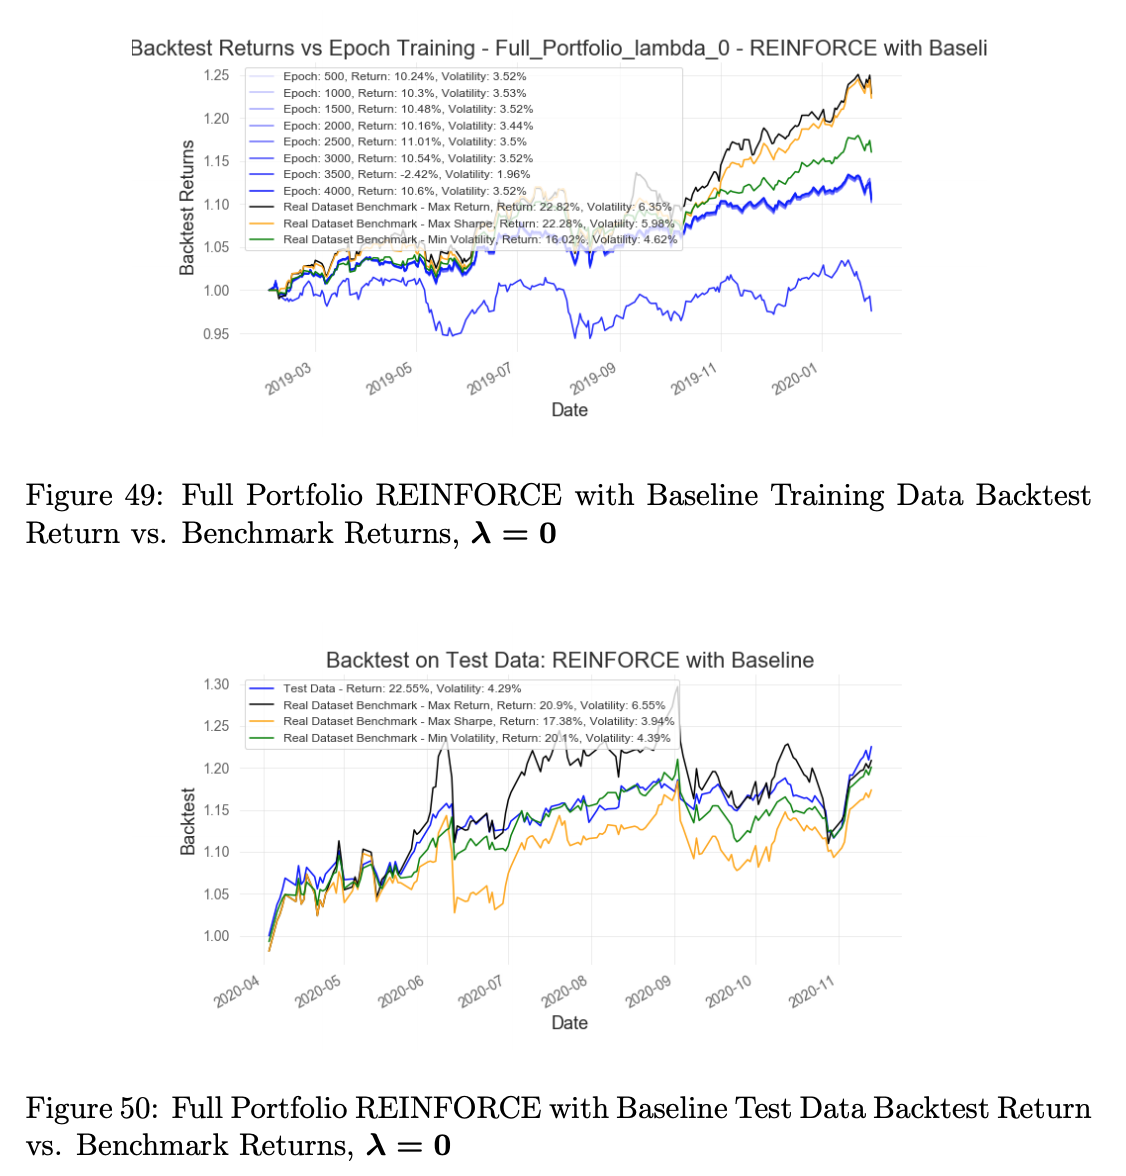 Backtest Returns vs Epoch Training - Full_Portfolio_lambda_0 - REINFORCE with Baseli
1.25
1.20
1.15
1.10
1.05
1.00
0.95
Backtest Returns
Epoch: 500, Return: 10.24%, Volatility: 3.52%
Epoch: 1000, Return: 10.3%, Volatility: 3.53%
Epoch: 1500, Return: 10.48%, Volatility: 3.52%
Epoch: 2000, Return: 10.16%, Volatility: 3.44%
Epoch: 2500, Return: 11.01%, Volatility: 3.5%
Epoch: 3000, Return: 10.54%, Volatility: 3.52%
Epoch: 3500, Return: -2.42%, Volatility: 1.96%
Epoch: 4000, Return: 10.6%, Volatility: 3.52%
Real Dataset Benchmark - Max Return, Return: 22.82%, Volatility: 6.35%
Real Dataset Benchmark - Max Sharpe, Return: 22.28%, Volatility: 5.98%
Real Dataset Benchmark - Min Volatility, Return: 16.02%, Volatility: 4.62%
2019-03
2019-05
2019-07
2019-09
2019-11
2020-01
Date
Figure 49: Full Portfolio REINFORCE with Baseline Training Data Backtest
Return vs. Benchmark Returns, λ = 0
Backtest on Test Data: REINFORCE with Baseline
1.30
1.25
1.20
1.15
1.10
1.05
1.00
Backtest
Test Data - Return: 22.55%, Volatility: 4.29%
Real Dataset Benchmark - Max Return, Return: 20.9%, Volatility: 6.55%
Real Dataset Benchmark - Max Sharpe, Return: 17.38%, Volatility: 3.94%
Real Dataset Benchmark - Min Volatility, Return: 20.1%, Volatility: 4.39%
2020-04
2020-05
2020-06
2020-07
2020-08
2020-09
2020-10
2020-11
Date
Figure 50: Full Portfolio REINFORCE with Baseline Test Data Backtest Return
vs. Benchmark Returns, λ = 0